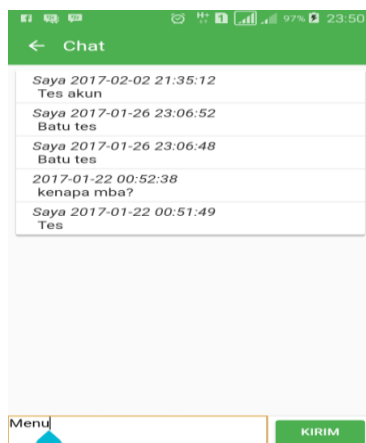 97% 23:50
← Chat
Saya 2017-02-02 21:35:12
Tes akun
Saya 2017-01-26 23:06:52
Batu tes
Saya 2017-01-26 23:06:48
Batu tes
2017-01-22 00:52:38
kenapa mba?
Saya 2017-01-22 00:51:49
Tes
Menu
KIRIM